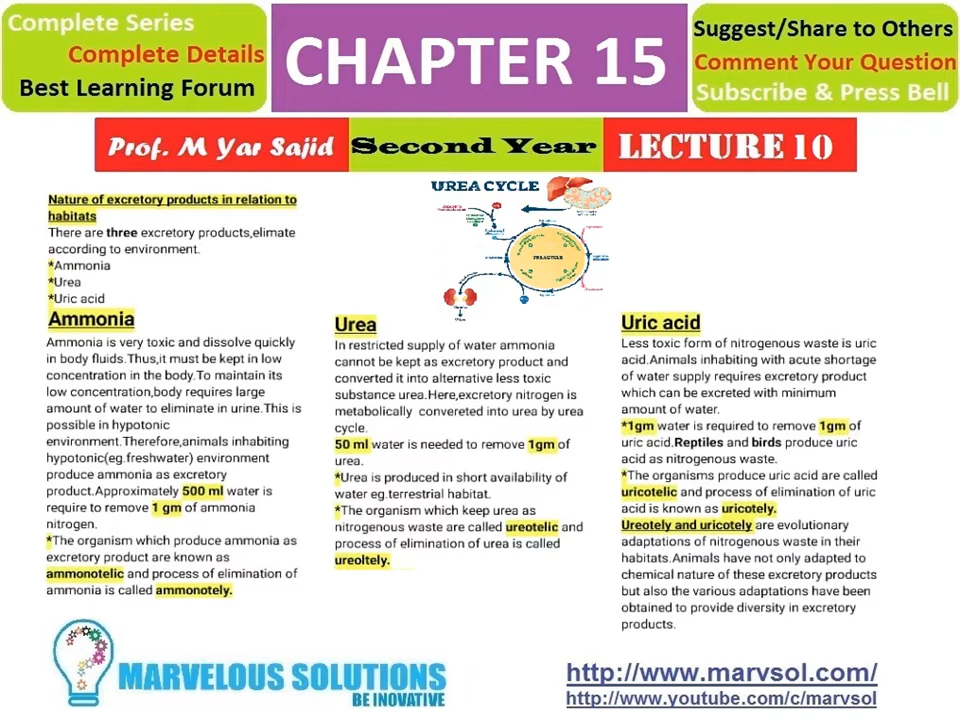 Complete Series
Complete Details
Best Learning Forum
CHAPTER 15
Suggest/Share to Others
Comment Your Question
Subscribe & Press Bell
Prof. M Yar Sajid
Second Year
LECTURE 10
Nature of excretory products in relation to
habitats
There are three excretory products,elimate
according to environment.
*Ammonia
*Urea
*Uric acid
UREA CYCLE
Ammonia
Ammonia is very toxic and dissolve quickly
in body fluids.Thus,it must be kept in low
concentration in the body.To maintain its
low concentration,body requires large
amount of water to eliminate in urine.This is
possible in hypotonic
environment.Therefore,animals inhabiting
hypotonic(eg.freshwater) environment
produce ammonia as excretory
product.Approximately 500 ml water is
require to remove 1 gm of ammonia
nitrogen.
*The organism which produce ammonia as
excretory product are known as
ammonotelic and process of elimination of
ammonia is called ammonotely.
Urea
In restricted supply of water ammonia
cannot be kept as excretory product and
converted it into alternative less toxic
substance urea.Here,excretory nitrogen is
metabolically convereted into urea by urea
cycle.
50 ml water is needed to remove 1gm of
urea.
*Urea is produced in short availability of
water eg.terrestrial habitat.
*The organism which keep urea as
nitrogenous waste are called ureotelic and
process of elimination of urea is called
ureoltely.
Uric acid
Less toxic form of nitrogenous waste is uric
acid.Animals inhabiting with acute shortage
of water supply requires excretory product
which can be excreted with minimum
amount of water.
*1gm water is required to remove 1gm of
uric acid.Reptiles and birds produce uric
acid as nitrogenous waste.
*The organisms produce uric acid are called
uricotelic and process of elimination of uric
acid is known as uricotely.
Ureotely and uricotely are evolutionary
adaptations of nitrogenous waste in their
habitats.Animals have not only adapted to
chemical nature of these excretory products
but also the various adaptations have been
obtained to provide diversity in excretory
products.
MARVELOUS SOLUTIONS
BE INOVATIVE
http://www.marvsol.com/
http://www.youtube.com/c/marvsol